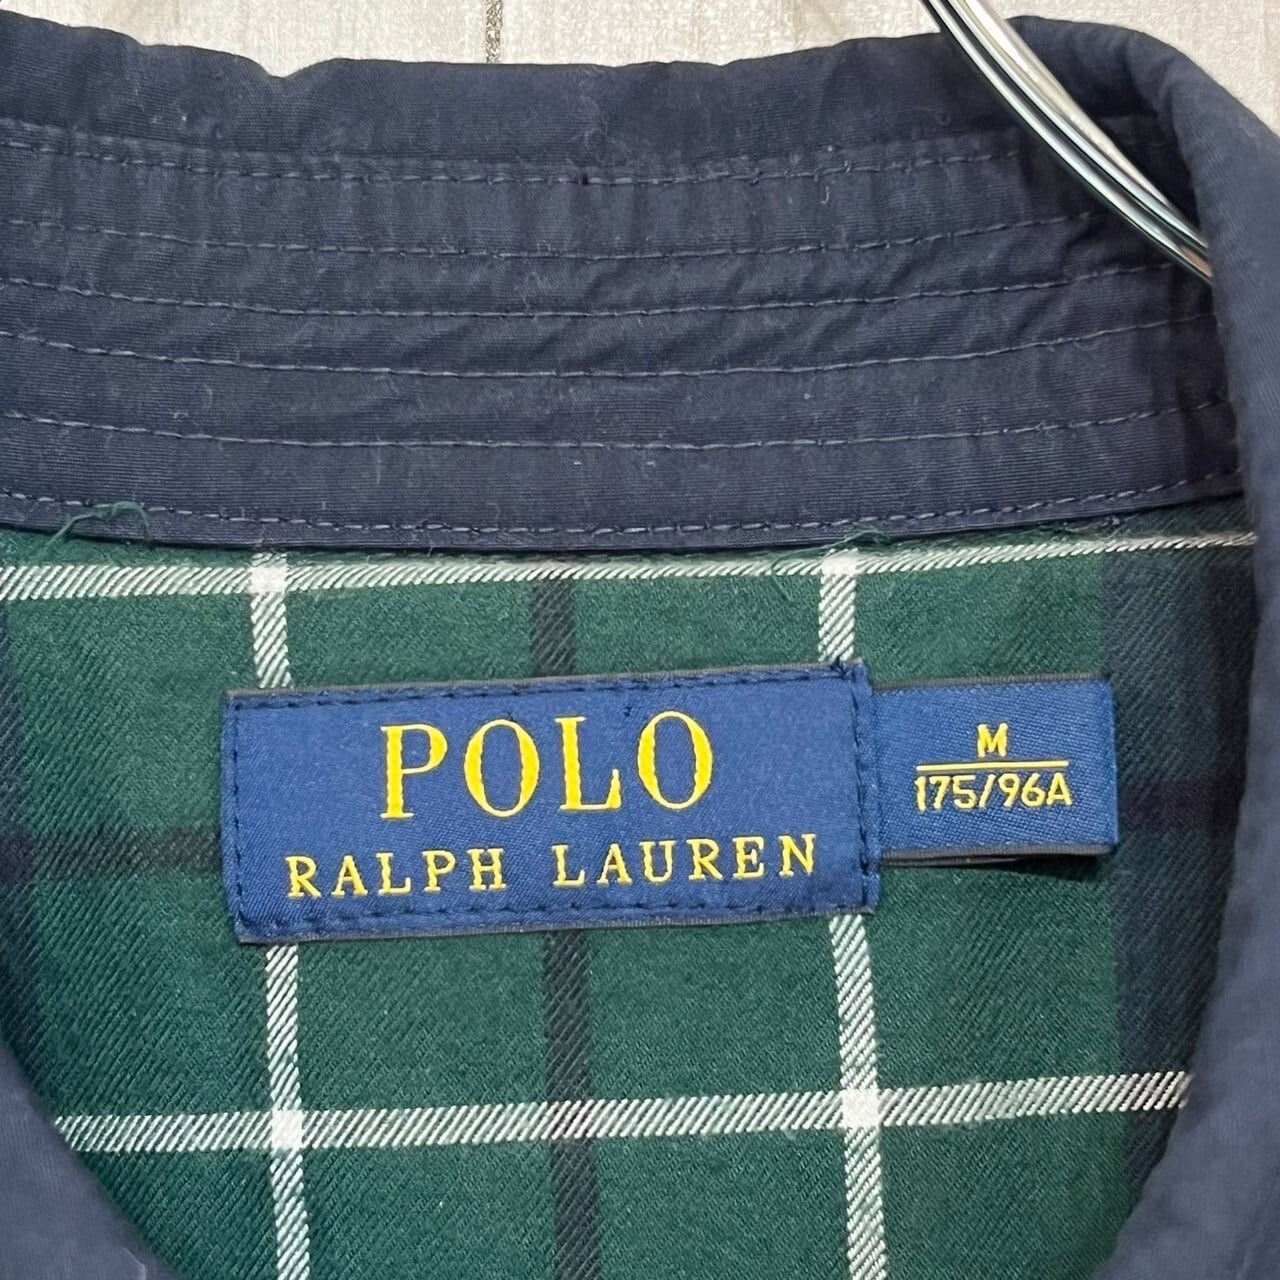 POLO
RALPH LAUREN
M
175/96A